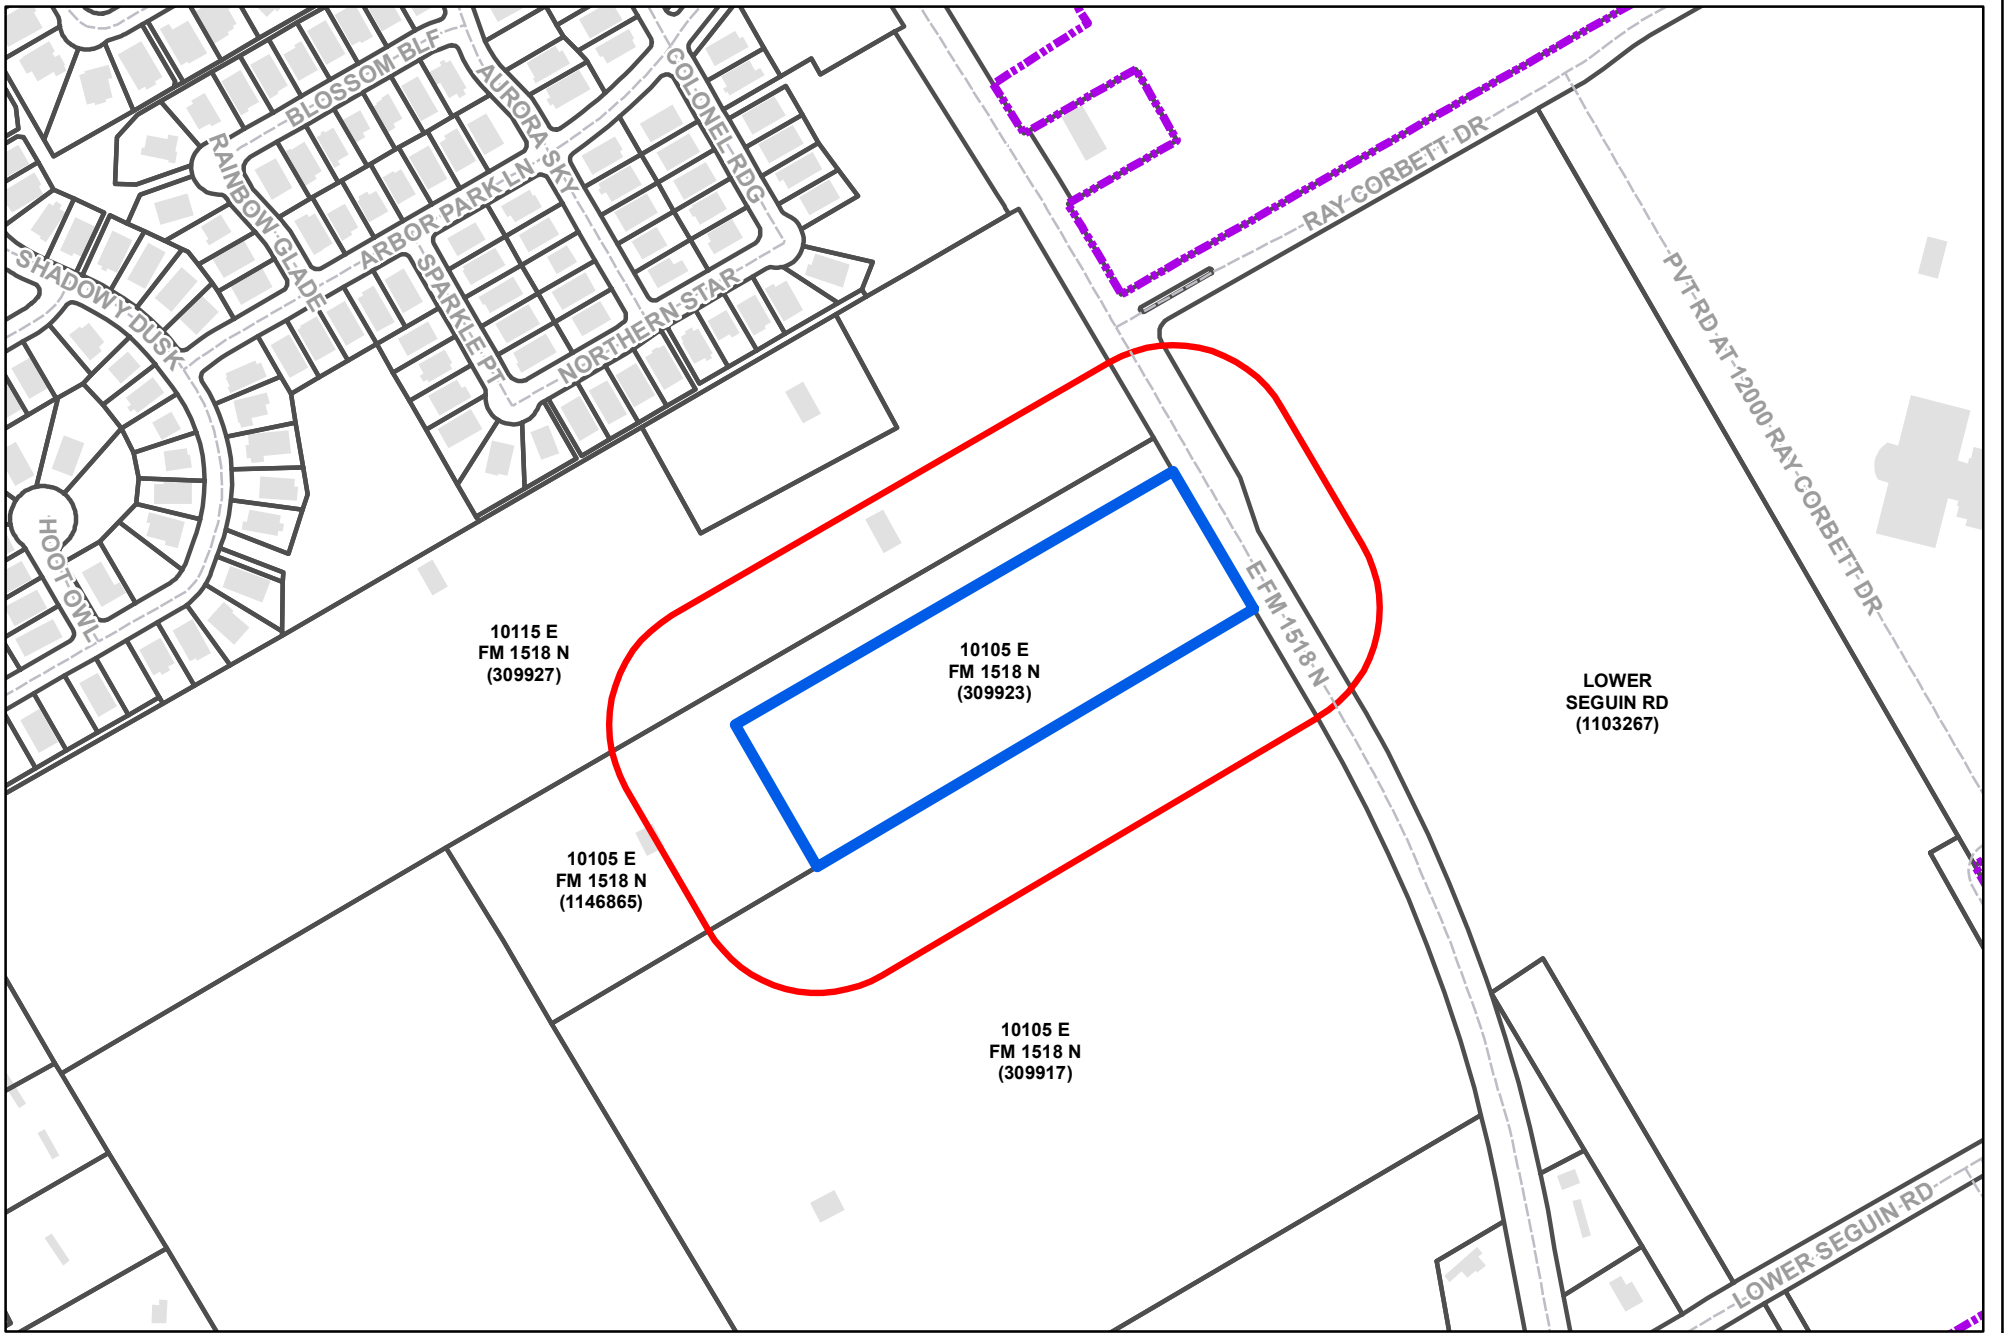 BLOSSOM BLF
AURORA SKY
COLONEL RDG
RAINBOW GLADE
ARBOR PARK LN
SPARKLE PT
NORTHERN STAR
SHADOWY DUSK
HOOT OWL
RAY CORBETT DR
PVT RD AT 12000 RAY CORBETT DR
E FM 1518 N
10115 E
FM 1518 N
(309927)
10105 E
FM 1518 N
(309923)
LOWER
SEGUIN RD
(1103267)
10105 E
FM 1518 N
(1146865)
10105 E
FM 1518 N
(309917)
LOWER SEGUIN RD